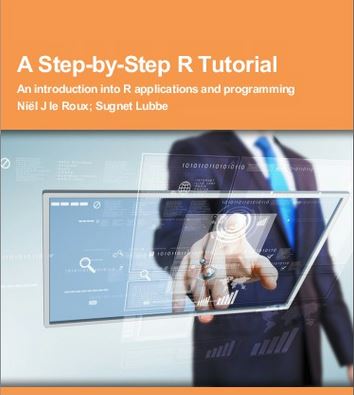 A Step-by-Step R Tutorial
An introduction into R applications and programming
Niël J le Roux; Sugnet Lubbe